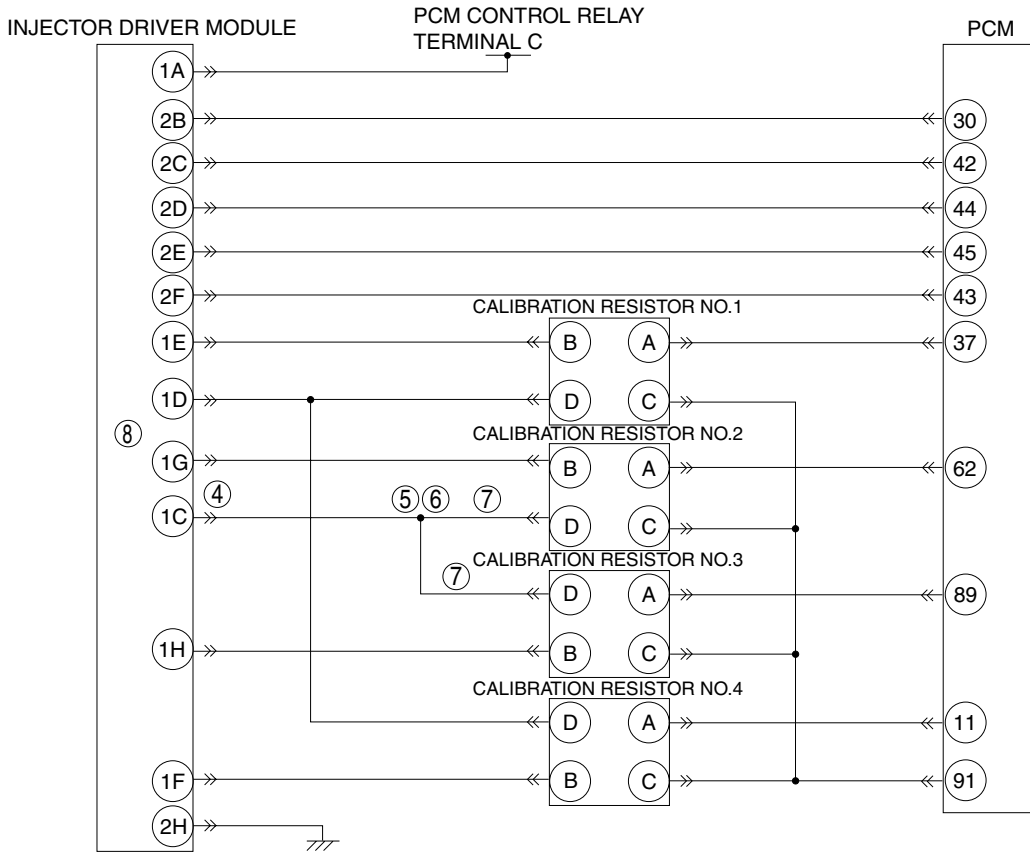 PCM CONTROL RELAY
TERMINAL C
INJECTOR DRIVER MODULE
PCM
1A
2B
30
2C
42
2D
44
2E
45
2F
43
CALIBRATION RESISTOR NO.1
1E
B
A
37
1D
D
C
CALIBRATION RESISTOR NO.2
8
1G
B
A
62
4
5
6
7
1C
D
C
CALIBRATION RESISTOR NO.3
7
D
A
89
1H
B
C
CALIBRATION RESISTOR NO.4
D
A
11
1F
B
C
91
2H